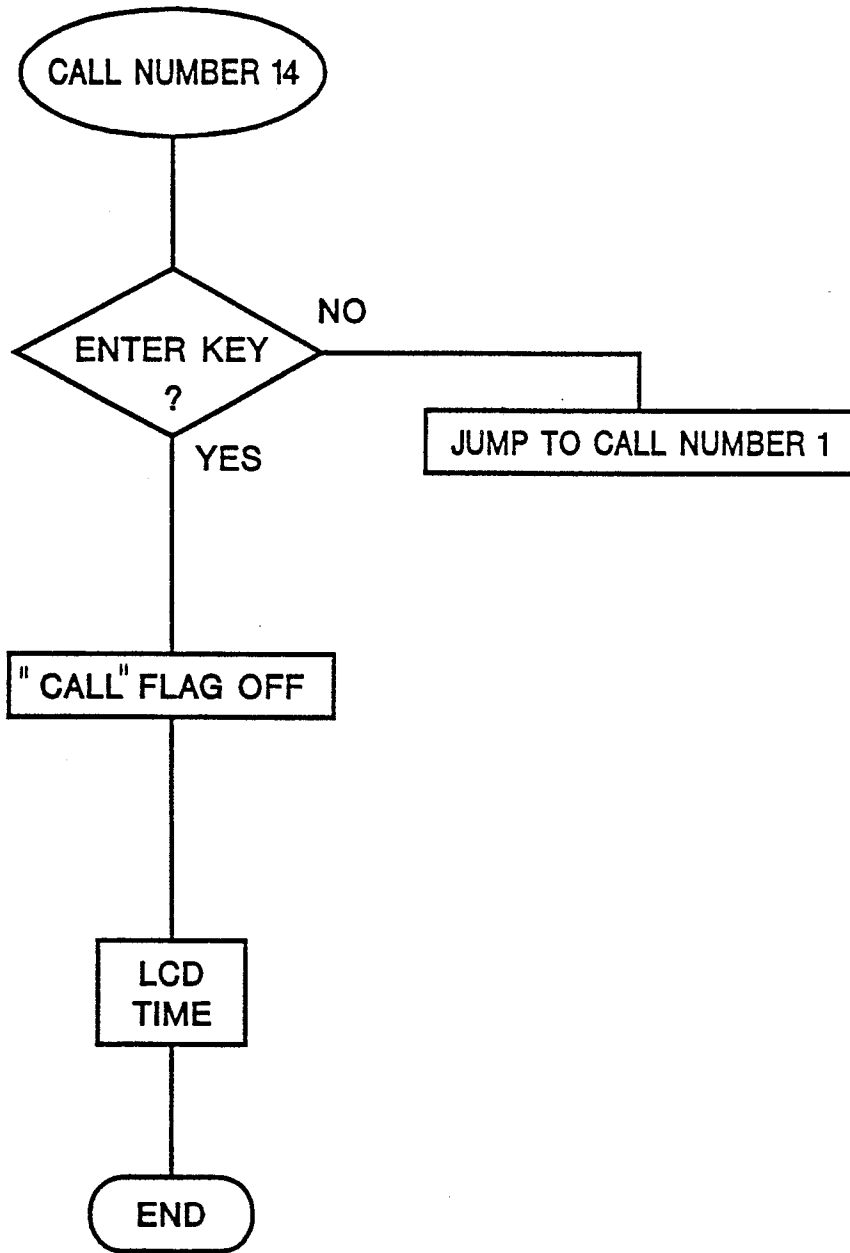 CALL NUMBER 14
NO
ENTER KEY
?
JUMP TO CALL NUMBER 1
YES
"CALL" FLAG OFF
LCD
TIME
END